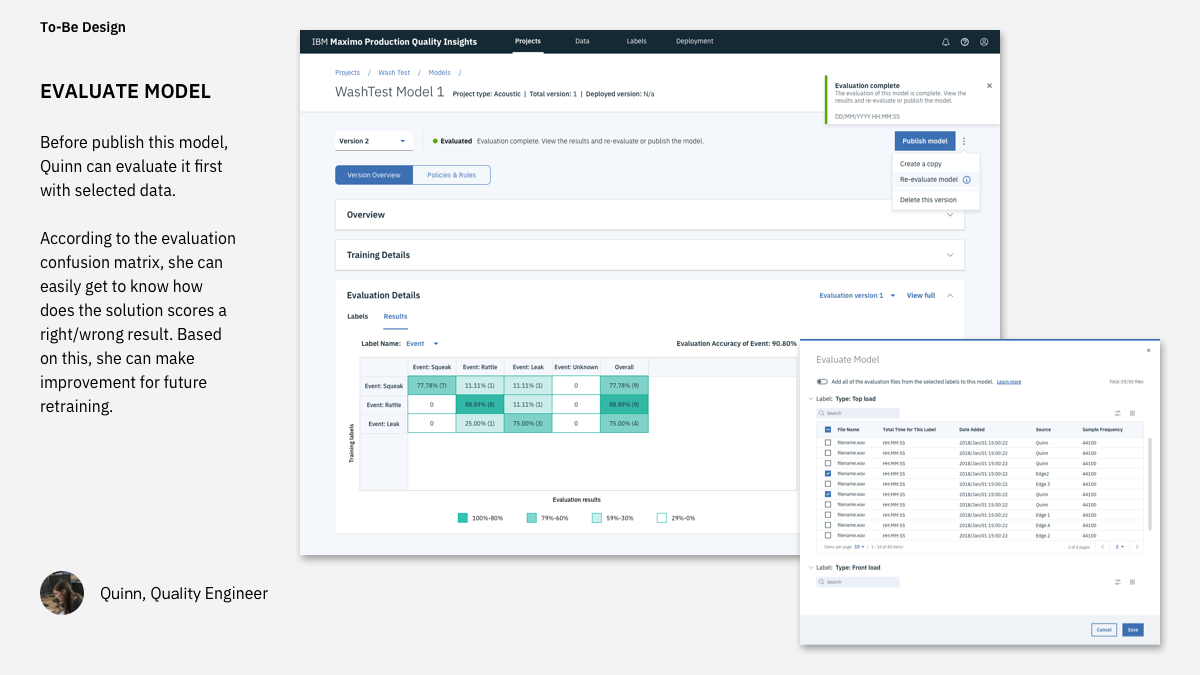 To-Be Design
EVALUATE MODEL
Before publish this model,
Quinn can evaluate it first
with selected data.
According to the evaluation
confusion matrix, she can
easily get to know how
does the solution scores a
right/wrong result. Based
on this, she can make
improvement for future
retraining.
Quinn, Quality Engineer
IBM Maximo Production Quality Insights Projects Data Labels Deployment
Projects / Wash Test / Models /
WashTest Model 1 Project type: Acoustic | Total version: 1 | Deployed version: N/a
Evaluation complete
The evaluation of this model is complete. View the
results and re-evaluate or publish the model.
DD/MM/YYYY HH:MM:SS
Version 2 Evaluated Evaluation complete. View the results and re-evaluate or publish the model. Publish model
Create a copy
Re-evaluate model
Delete this version
Version Overview Policies & Rules
Overview
Training Details
Evaluation Details Evaluation version 1 View full
Labels Results
Label Name: Event Evaluation Accuracy of Event: 90.80%
Event: Squeak Event: Rattle Event: Leak Event: Unknown Overall
Event: Squeak 77.78% (7) 11.11% (1) 11.11% (1) 0 77.78% (9)
Event: Rattle 0 88.89% (8) 11.11% (1) 0 88.89% (9)
Event: Leak 0 25.00% (1) 75.00% (3) 0 75.00% (4)
Training labels
Evaluation results
100%-80% 79%-60% 59%-30% 29%-0%
Evaluate Model
Add all of the evaluation files from the selected labels to this model. Learn more Total:35/50 files
Label: Type: Top load
Search
File Name Total Time for This Label Date Added Source Sample Frequency
filename.wav HH:MM:SS 2018/Jan/01 15:00:22 Quinn 44100
filename.wav HH:MM:SS 2018/Jan/01 15:00:22 Quinn 44100
filename.wav HH:MM:SS 2018/Jan/01 15:00:22 Quinn 44100
filename.wav HH:MM:SS 2018/Jan/01 15:00:22 Edge2 44100
filename.wav HH:MM:SS 2018/Jan/01 15:00:22 Edge 3 44100
filename.wav HH:MM:SS 2018/Jan/01 15:00:22 Quinn 44100
filename.wav HH:MM:SS 2018/Jan/01 15:00:22 Quinn 44100
filename.wav HH:MM:SS 2018/Jan/01 15:00:22 Edge 1 44100
filename.wav HH:MM:SS 2018/Jan/01 15:00:22 Edge 4 44100
filename.wav HH:MM:SS 2018/Jan/01 15:00:22 Edge 2 44100
Items per page 10 | 1 - 10 of 40 items 2 of 4 pages 2
Label: Type: Front load
Search
Cancel Save